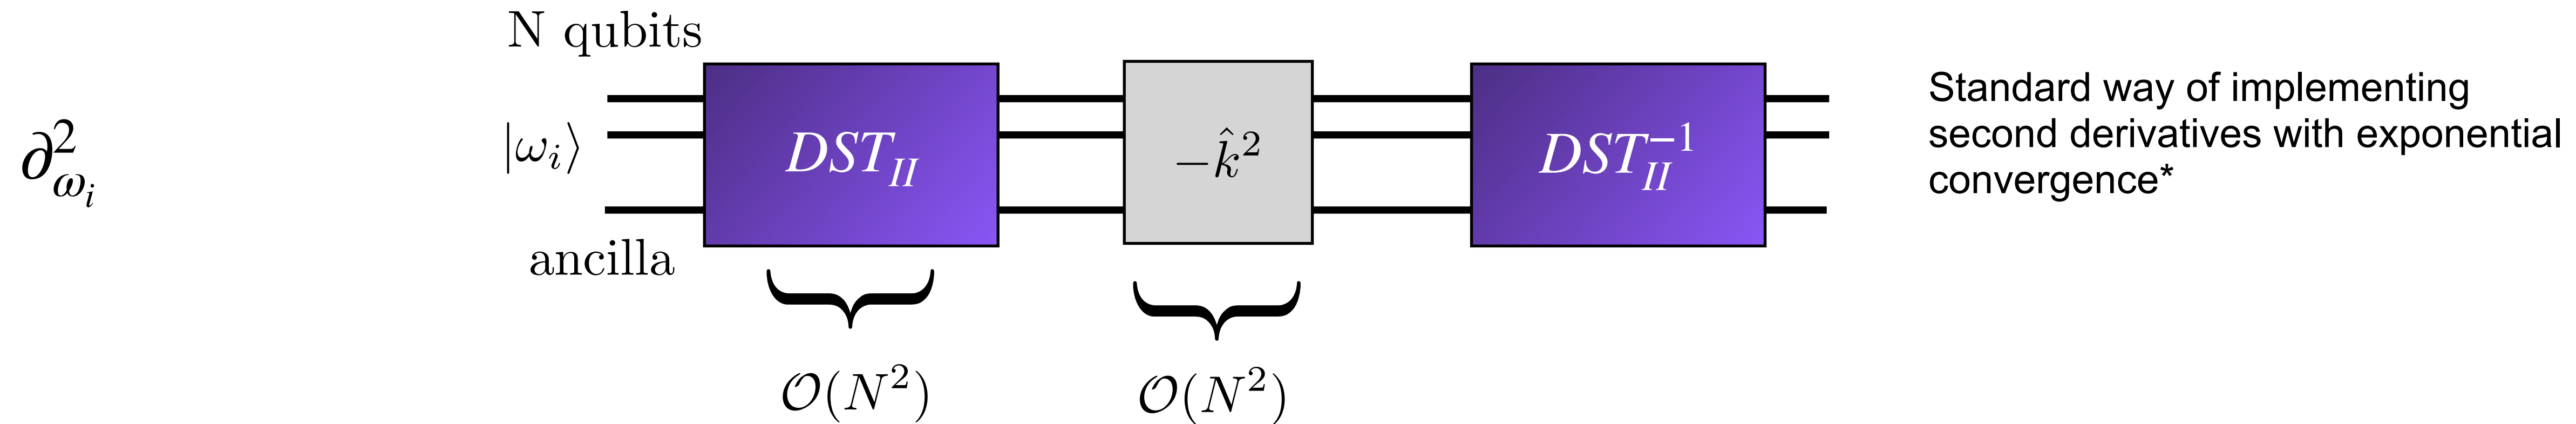 ∂²_{ω_i}
N qubits
|ω_i⟩
ancilla
DST_{II}
-k̂²
DST_{II}^{-1}
𝒪(N²)
𝒪(N²)
Standard way of implementing
second derivatives with exponential
convergence*